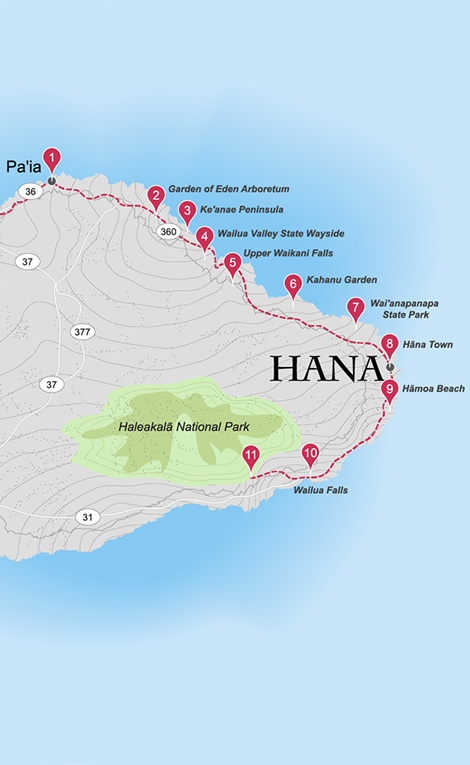 1
Pa'ia
36
2
Garden of Eden Arboretum
3
Ke'anae Peninsula
360
4
Wailua Valley State Wayside
5
Upper Waikani Falls
37
6
Kahanu Garden
7
Wai'anapanapa
State Park
377
8
Hāna Town
HANA
37
9
Hāmoa Beach
Haleakalā National Park
11
10
Wailua Falls
31